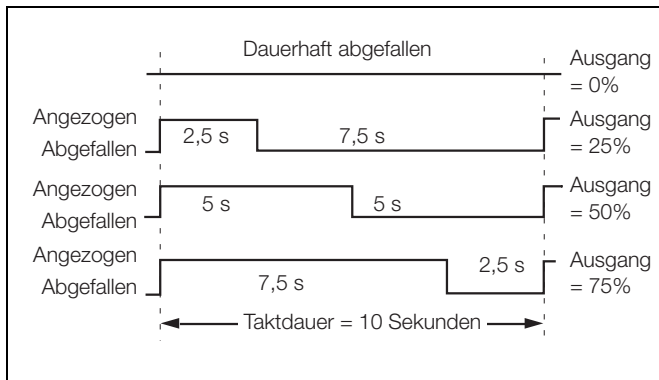 Dauerhaft abgefallen
Ausgang
= 0%
Angezogen
Abgefallen
2,5 s
7,5 s
Ausgang
= 25%
Angezogen
Abgefallen
5 s
5 s
Ausgang
= 50%
Angezogen
Abgefallen
7,5 s
2,5 s
Ausgang
= 75%
Taktdauer = 10 Sekunden